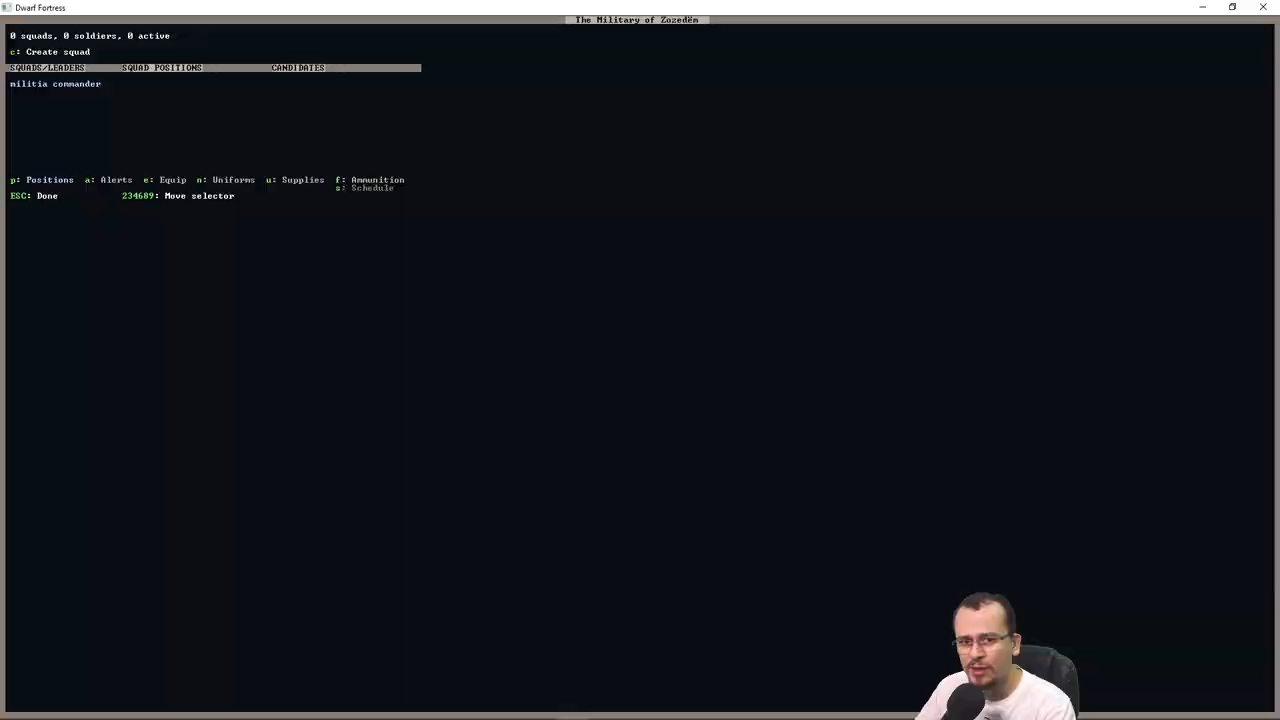 Dwarf Fortress
The Military of Zozedëm
0 squads, 0 soldiers, 0 active
c: Create squad
SQUADS/LEADERS SQUAD POSITIONS CANDIDATES
militia commander
p: Positions a: Alerts e: Equip n: Uniforms u: Supplies f: Ammunition
s: Schedule
ESC: Done 234689: Move selector